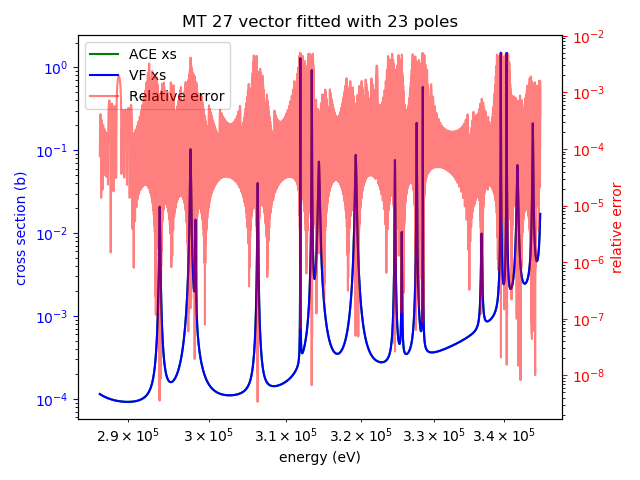 MT 27 vector fitted with 23 poles
ACE xs
VF xs
Relative error
cross section (b)
10⁰
10⁻¹
10⁻²
10⁻³
10⁻⁴
relative error
10⁻²
10⁻³
10⁻⁴
10⁻⁵
10⁻⁶
10⁻⁷
10⁻⁸
2.9 × 10⁵ 3 × 10⁵ 3.1 × 10⁵ 3.2 × 10⁵ 3.3 × 10⁵ 3.4 × 10⁵
energy (eV)